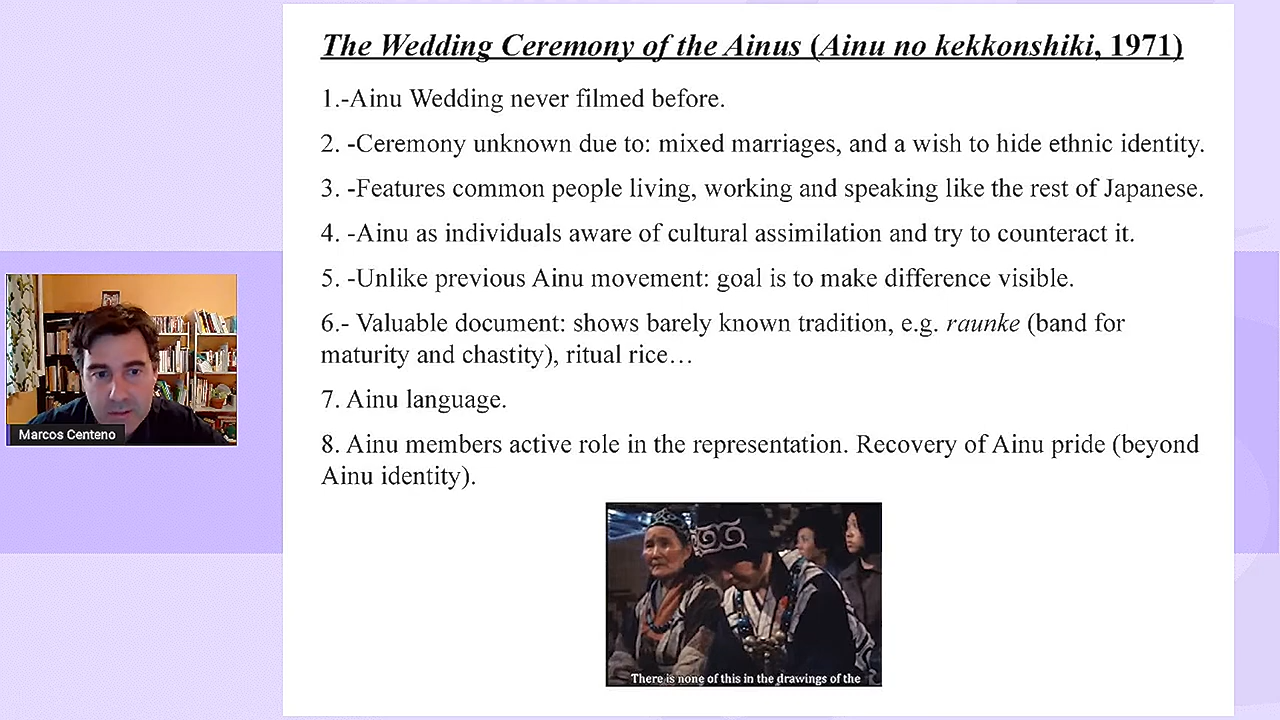 The Wedding Ceremony of the Ainus (Ainu no kekkonshiki, 1971)
1.-Ainu Wedding never filmed before.
2. -Ceremony unknown due to: mixed marriages, and a wish to hide ethnic identity.
3. -Features common people living, working and speaking like the rest of Japanese.
4. -Ainu as individuals aware of cultural assimilation and try to counteract it.
5. -Unlike previous Ainu movement: goal is to make difference visible.
6.- Valuable document: shows barely known tradition, e.g. raunke (band for
maturity and chastity), ritual rice…
7. Ainu language.
8. Ainu members active role in the representation. Recovery of Ainu pride (beyond
Ainu identity).
Marcos Centeno
There is none of this in the drawings of the